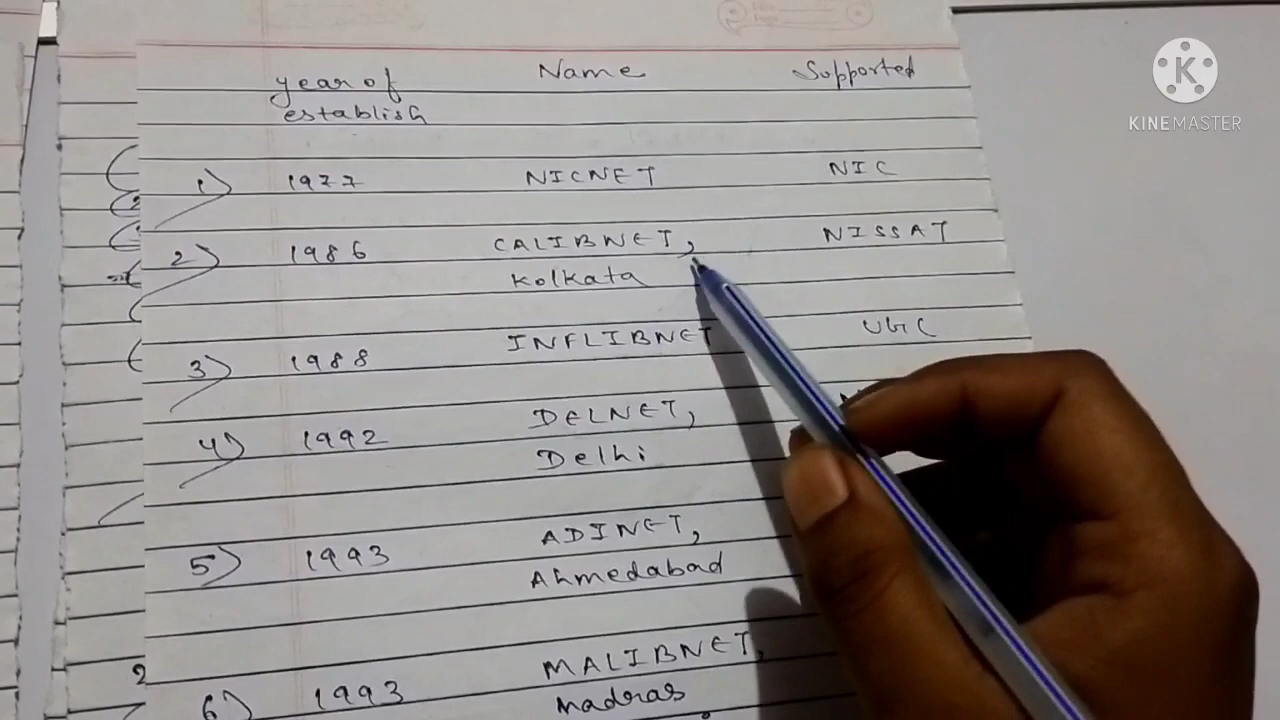 year of Name Supported
establish
1) 1977 NICNET NIC
2) 1986 CALIBNET, NISSAT
Kolkata
3) 1988 INFLIBNET UGC
4) 1992 DELNET,
Delhi
5) 1993 ADINET,
Ahmedabad
6) 1993 MALIBNET,
Madras
K
KINEMASTER